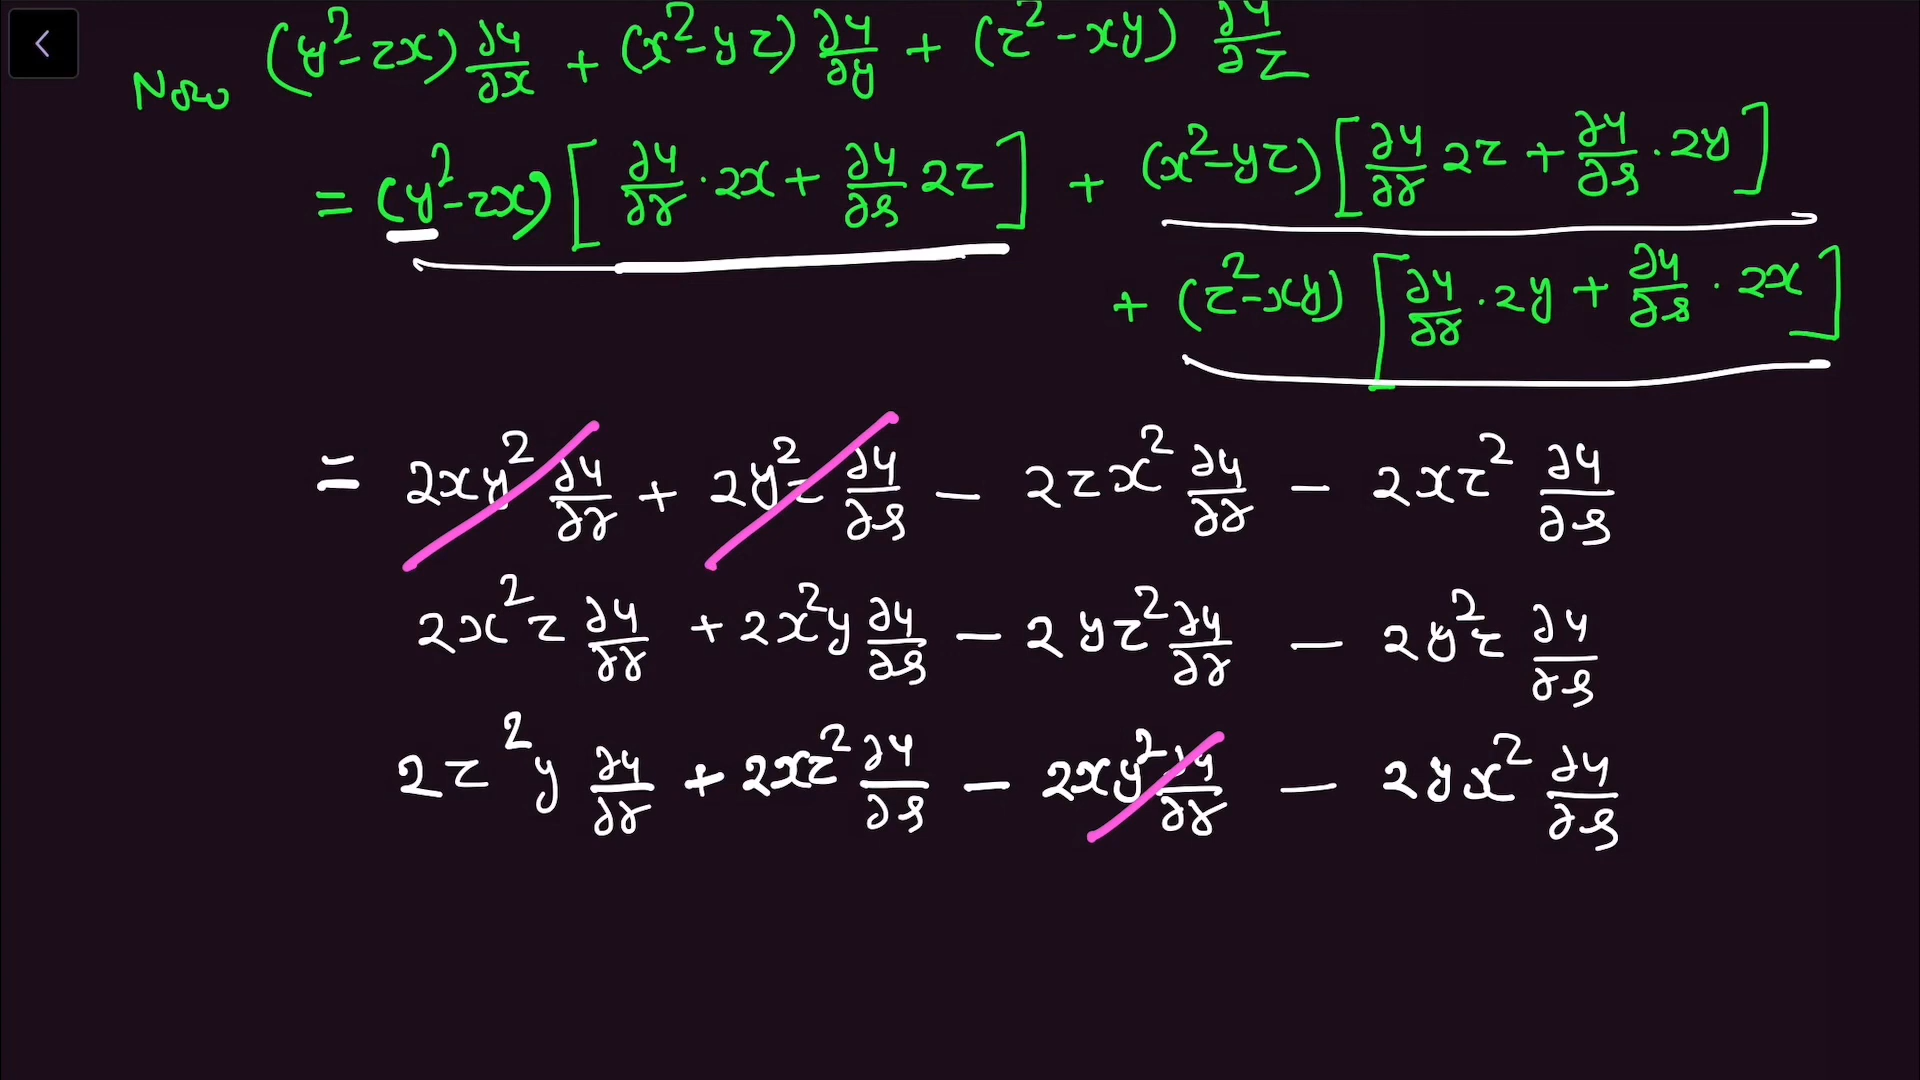 Now (y²-zx) ∂u/∂x + (x²-yz) ∂u/∂y + (z²-xy) ∂u/∂z
= (y²-zx) [ ∂u/∂r · 2x + ∂u/∂s 2z ] + (x²-yz) [ ∂u/∂r 2z + ∂u/∂s · 2y ]
+ (z²-xy) [ ∂u/∂r · 2y + ∂u/∂s · 2x ]
= 2xy² ∂u/∂r + 2y²z ∂u/∂s - 2zx² ∂u/∂r - 2xz² ∂u/∂s
2x²z ∂u/∂r + 2x²y ∂u/∂s - 2yz² ∂u/∂r - 2y²z ∂u/∂s
2z²y ∂u/∂r + 2xz² ∂u/∂s - 2xy² ∂u/∂r - 2yx² ∂u/∂s